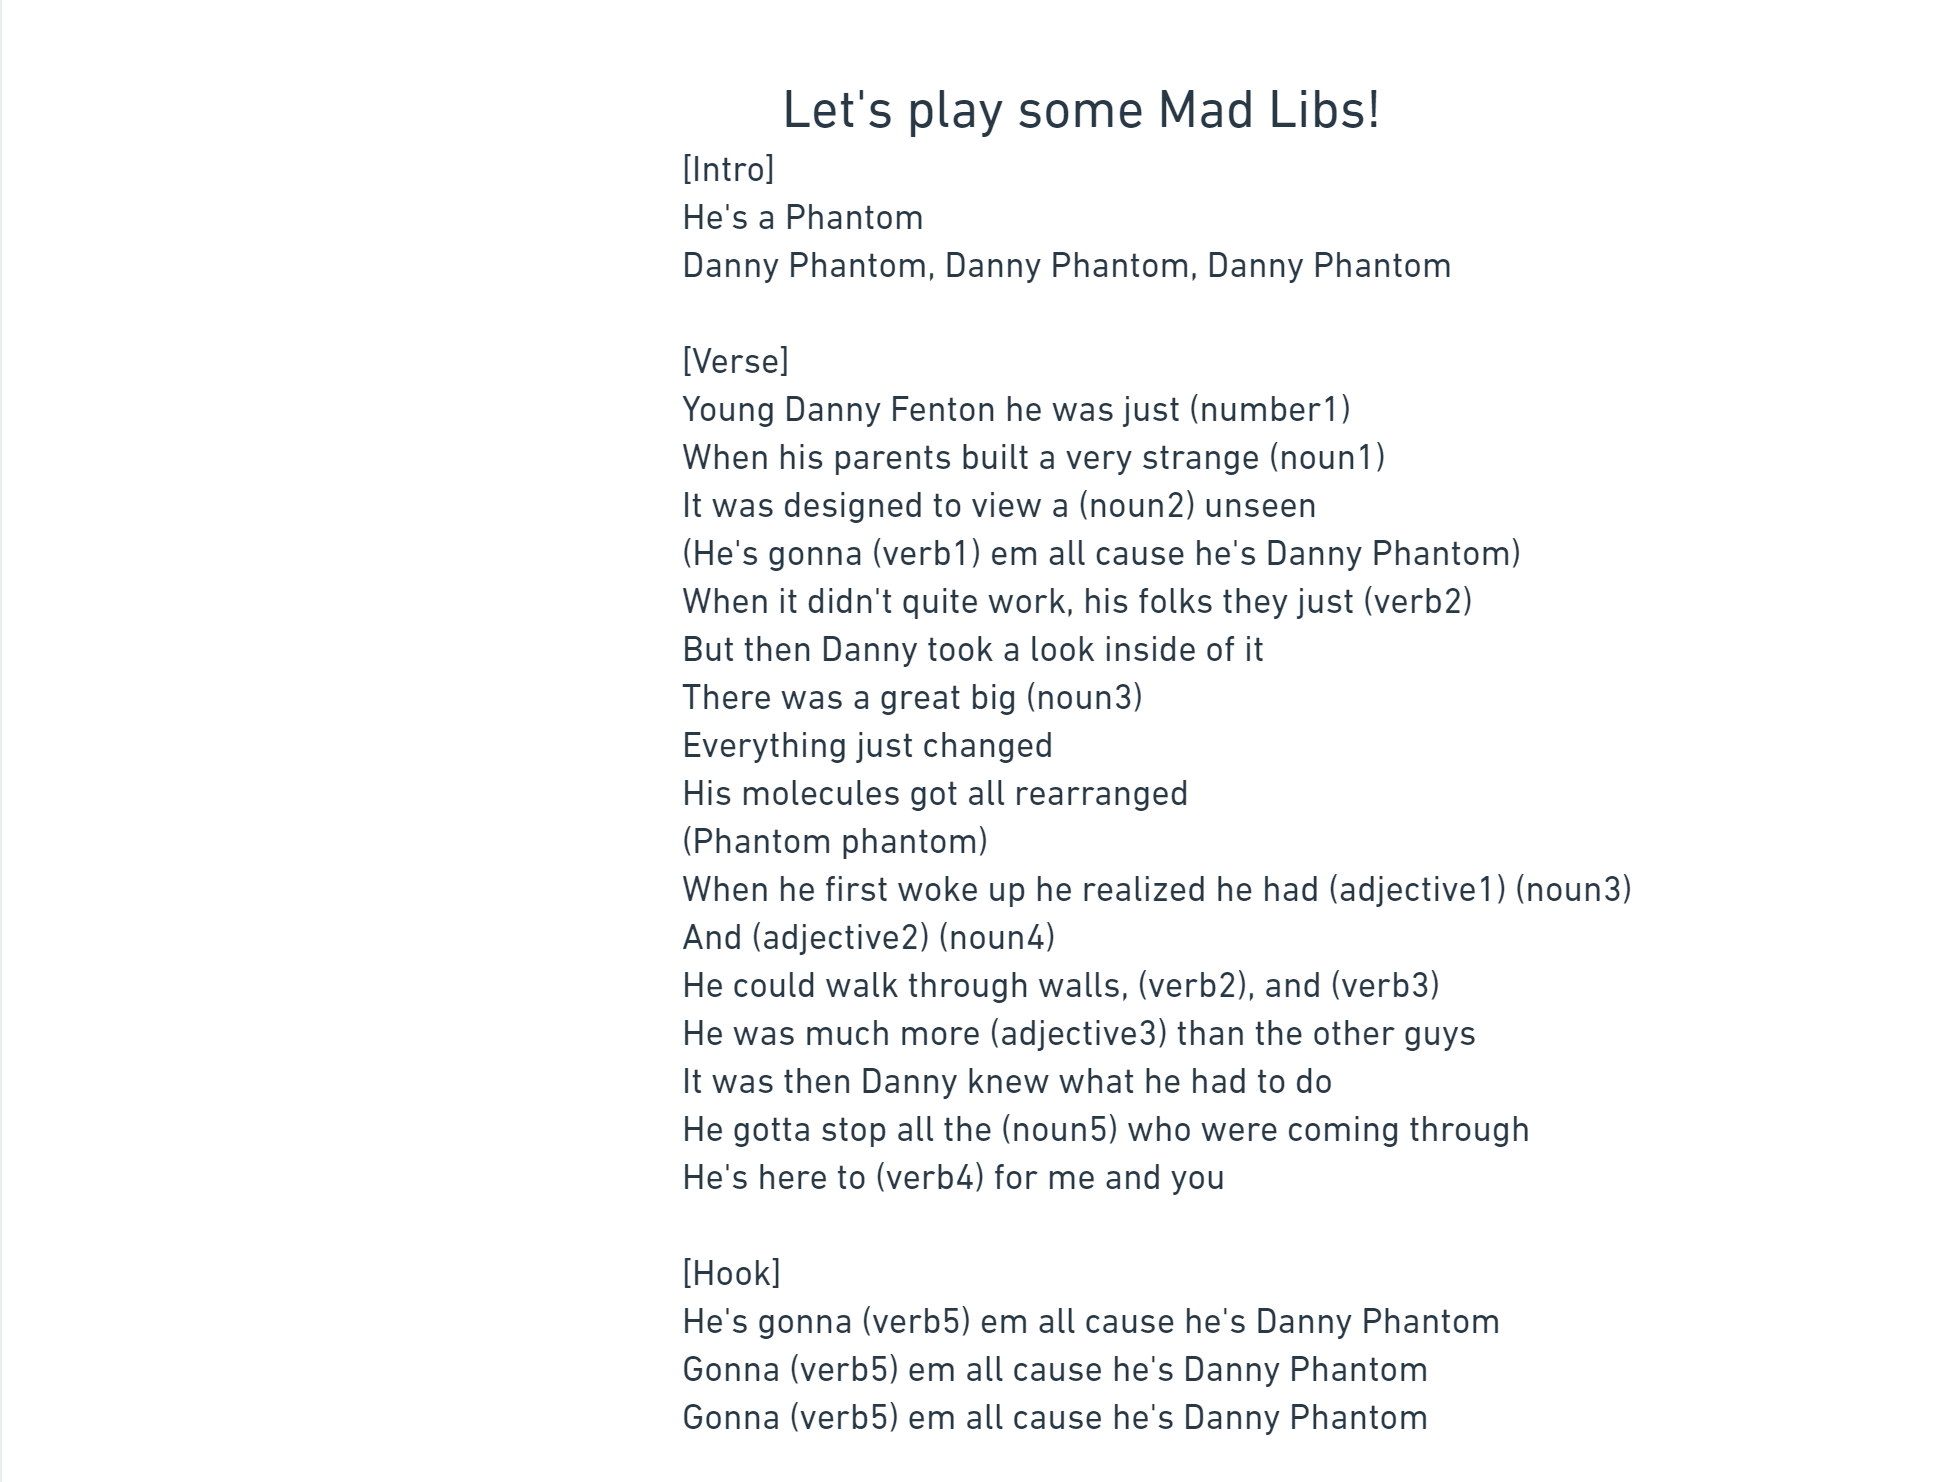 Let's play some Mad Libs!
[Intro]
He's a Phantom
Danny Phantom, Danny Phantom, Danny Phantom
[Verse]
Young Danny Fenton he was just (number1)
When his parents built a very strange (noun1)
It was designed to view a (noun2) unseen
(He's gonna (verb1) em all cause he's Danny Phantom)
When it didn't quite work, his folks they just (verb2)
But then Danny took a look inside of it
There was a great big (noun3)
Everything just changed
His molecules got all rearranged
(Phantom phantom)
When he first woke up he realized he had (adjective1) (noun3)
And (adjective2) (noun4)
He could walk through walls, (verb2), and (verb3)
He was much more (adjective3) than the other guys
It was then Danny knew what he had to do
He gotta stop all the (noun5) who were coming through
He's here to (verb4) for me and you
[Hook]
He's gonna (verb5) em all cause he's Danny Phantom
Gonna (verb5) em all cause he's Danny Phantom
Gonna (verb5) em all cause he's Danny Phantom